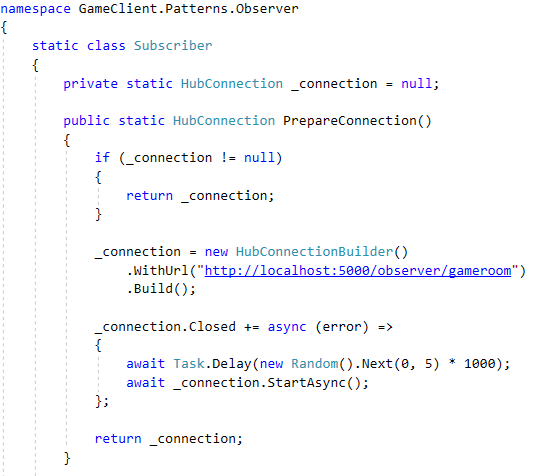 namespace GameClient.Patterns.Observer
{
static class Subscriber
{
private static HubConnection _connection = null;
public static HubConnection PrepareConnection()
{
if (_connection != null)
{
return _connection;
}
_connection = new HubConnectionBuilder()
.WithUrl("http://localhost:5000/observer/gameroom")
.Build();
_connection.Closed += async (error) =>
{
await Task.Delay(new Random().Next(0, 5) * 1000);
await _connection.StartAsync();
};
return _connection;
}